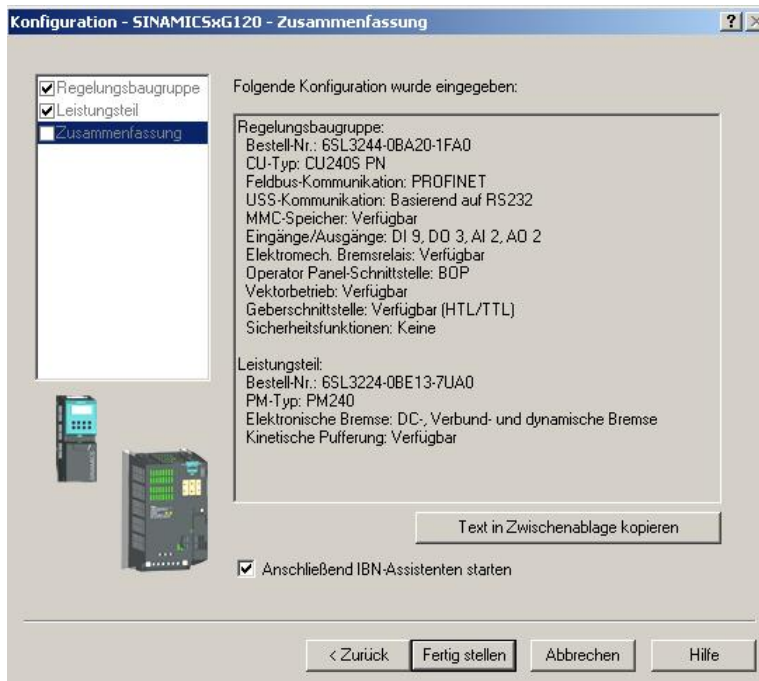 Konfiguration - SINAMICSxG120 - Zusammenfassung
Regelungsbaugruppe
Leistungsteil
Zusammenfassung
Folgende Konfiguration wurde eingegeben:
Regelungsbaugruppe:
Bestell-Nr.: 6SL3244-0BA20-1FA0
CU-Typ: CU240S PN
Feldbus-Kommunikation: PROFINET
USS-Kommunikation: Basierend auf RS232
MMC-Speicher: Verfügbar
Eingänge/Ausgänge: DI 9, DO 3, AI 2, AO 2
Elektromech. Bremsrelais: Verfügbar
Operator Panel-Schnittstelle: BOP
Vektorbetrieb: Verfügbar
Geberschnittstelle: Verfügbar (HTL/TTL)
Sicherheitsfunktionen: Keine
Leistungsteil:
Bestell-Nr.: 6SL3224-0BE13-7UA0
PM-Typ: PM240
Elektronische Bremse: DC-, Verbund- und dynamische Bremse
Kinetische Pufferung: Verfügbar
Text in Zwischenablage kopieren
Anschließend IBN-Assistenten starten
< Zurück
Fertig stellen
Abbrechen
Hilfe